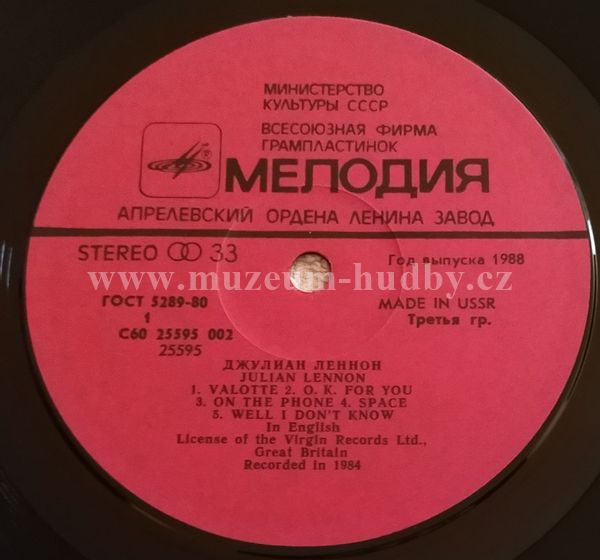 МИНИСТЕРСТВО
КУЛЬТУРЫ СССР
ВСЕСОЮЗНАЯ ФИРМА
ГРАМПЛАСТИНОК
МЕЛОДИЯ
АПРЕЛЕВСКИЙ ОРДЕНА ЛЕНИНА ЗАВОД
STEREO 33
Год выпуска 1988
www.muzeum-hudby.cz
ГОСТ 5289-80
MADE IN USSR
1
Третья гр.
С60 25595 002
25595
ДЖУЛИАН ЛЕННОН
JULIAN LENNON
1. VALOTTE 2. O. K. FOR YOU
3. ON THE PHONE 4. SPACE
5. WELL I DON'T KNOW
In English
License of the Virgin Records Ltd.,
Great Britain
Recorded in 1984